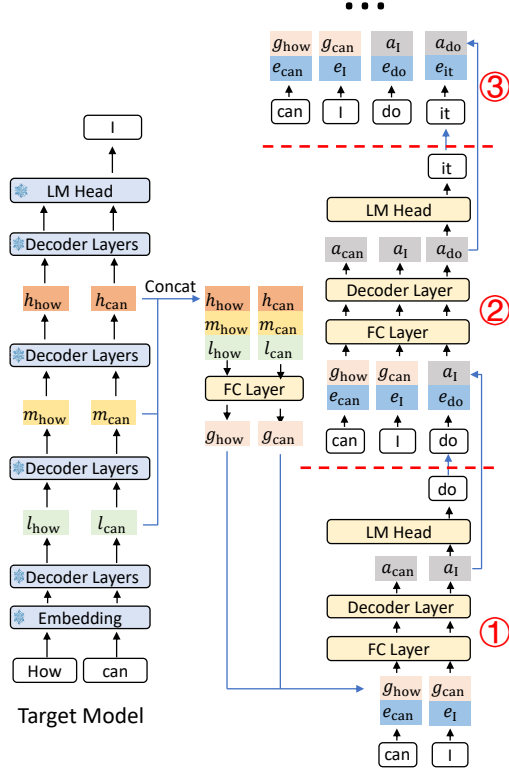 I
LM Head
Decoder Layers
h_how h_can
Decoder Layers
m_how m_can
Decoder Layers
l_how l_can
Decoder Layers
Embedding
How can
Target Model
Concat
h_how h_can
m_how m_can
l_how l_can
FC Layer
g_how g_can
...
g_how g_can a_I a_do
e_can e_I e_do e_it
can I do it
③
it
LM Head
a_can a_I a_do
Decoder Layer
②
FC Layer
g_how g_can a_I
e_can e_I e_do
can I do
do
LM Head
a_can a_I
Decoder Layer
①
FC Layer
g_how g_can
e_can e_I
can I